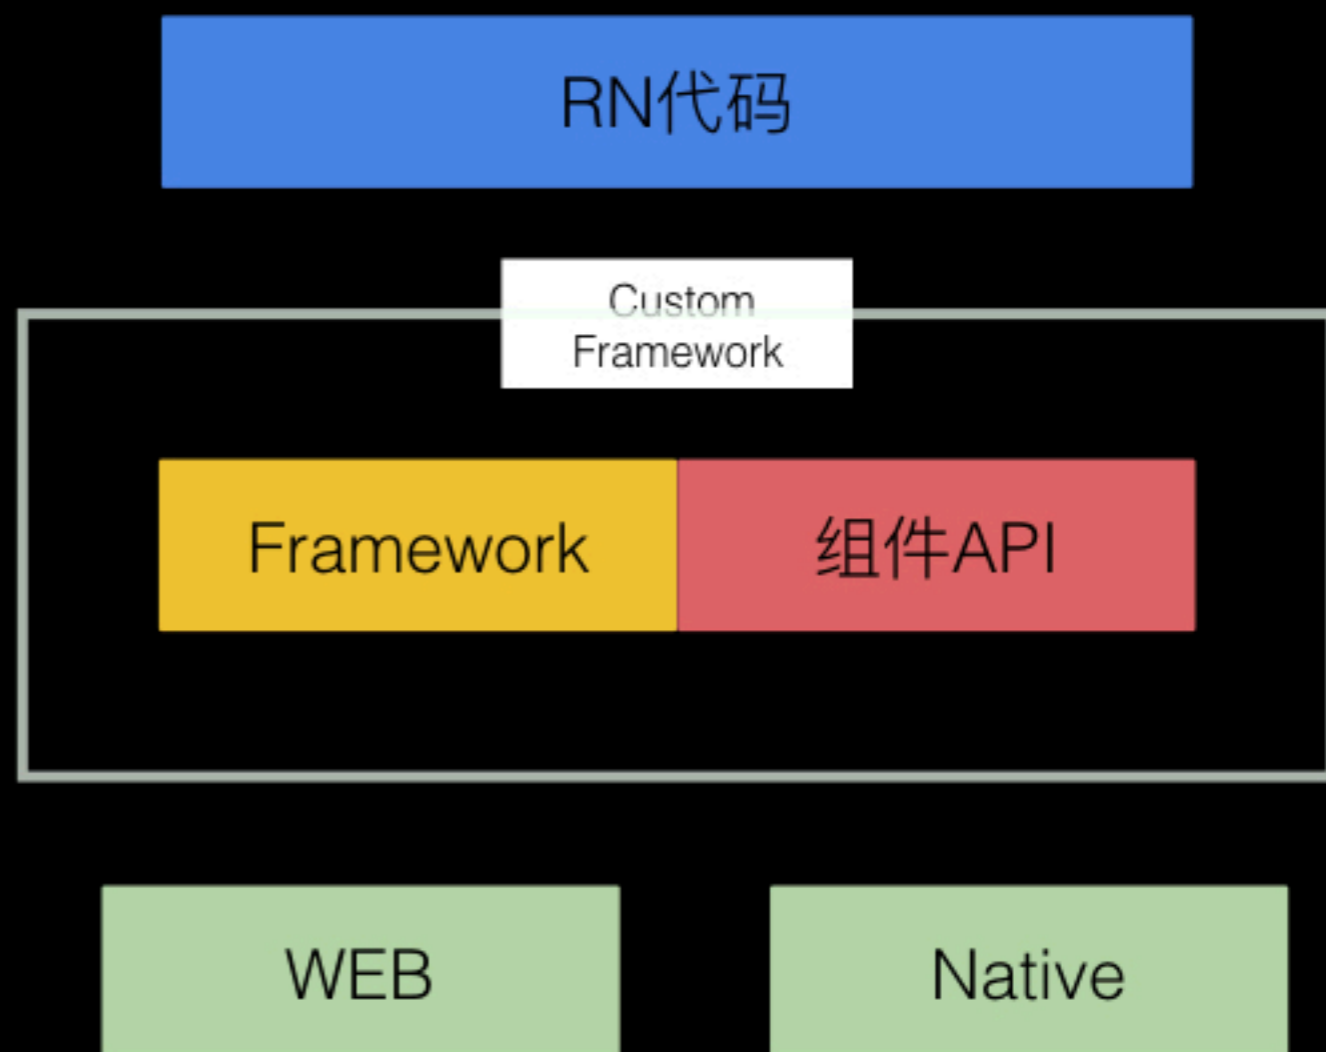 RN代码
Custom
Framework
Framework
组件API
WEB
Native